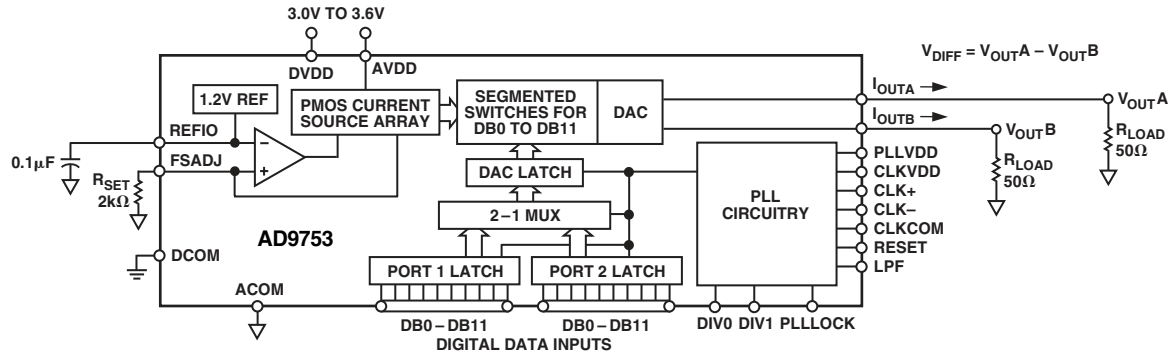 3.0V TO 3.6V
DVDD
AVDD
V_DIFF = V_OUTA – V_OUTB
1.2V REF
PMOS CURRENT
SOURCE ARRAY
SEGMENTED
SWITCHES FOR
DB0 TO DB11
DAC
I_OUTA
V_OUTA
I_OUTB
V_OUTB
REFIO
FSADJ
0.1µF
R_SET
2kΩ
R_LOAD
50Ω
R_LOAD
50Ω
DAC LATCH
2–1 MUX
PLL
CIRCUITRY
PLLVDD
CLKVDD
CLK+
CLK–
CLKCOM
RESET
LPF
AD9753
DCOM
ACOM
PORT 1 LATCH
PORT 2 LATCH
DB0 – DB11
DB0 – DB11
DIGITAL DATA INPUTS
DIV0
DIV1
PLLLOCK
–
+